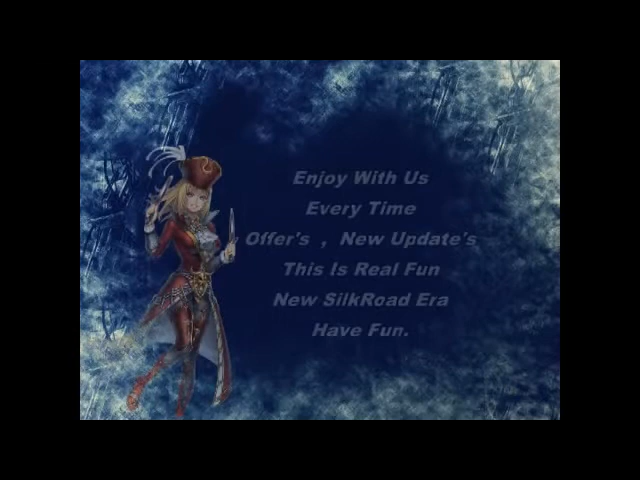 Enjoy With Us
Every Time
Offer's , New Update's
This Is Real Fun
New SilkRoad Era
Have Fun.